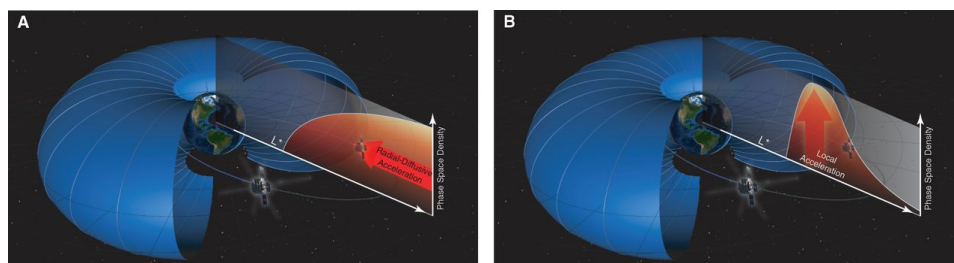 A
L*
Radial-Diffusive
Acceleration
Phase Space Density
B
L*
Local
Acceleration
Phase Space Density